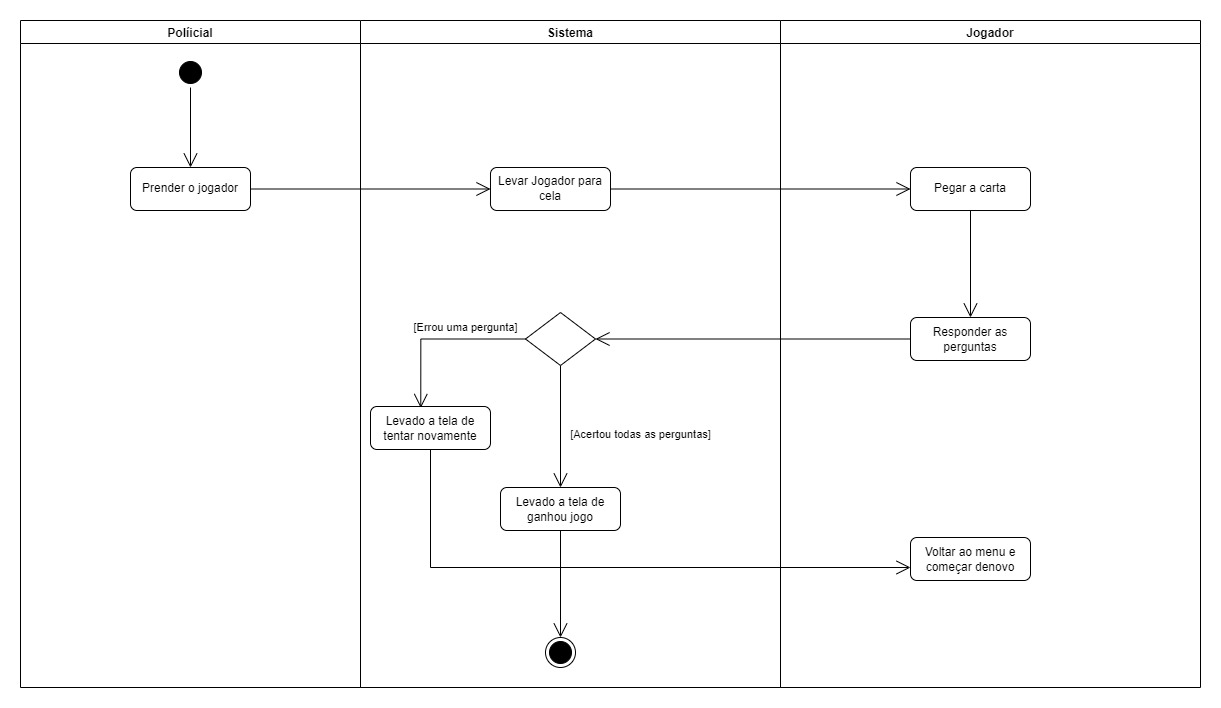 Políicial
Sistema
Jogador
Prender o jogador
Levar Jogador para
cela
Pegar a carta
[Errou uma pergunta]
Responder as
perguntas
Levado a tela de
tentar novamente
[Acertou todas as perguntas]
Levado a tela de
ganhou jogo
Voltar ao menu e
começar denovo